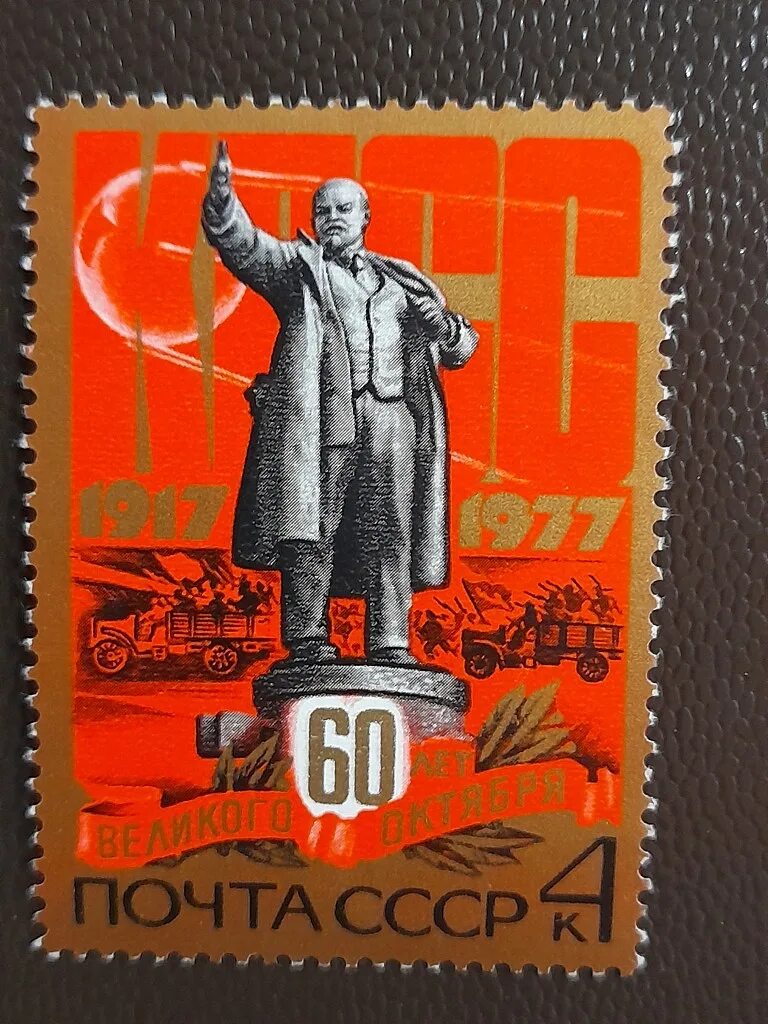 КПСС
1917 1977
60 ЛЕТ
ВЕЛИКОГО ОКТЯБРЯ
ПОЧТА СССР 4 К